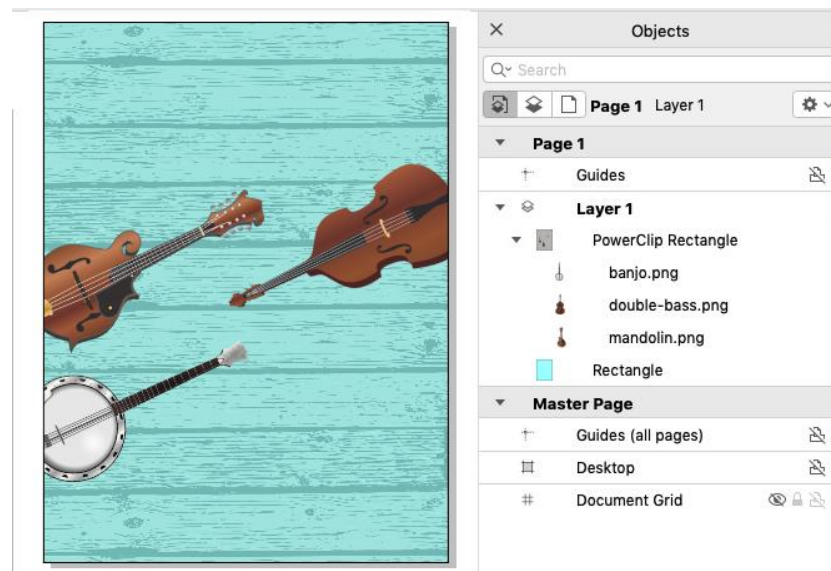 Objects
Search
Page 1 Layer 1
Page 1
Guides
Layer 1
PowerClip Rectangle
banjo.png
double-bass.png
mandolin.png
Rectangle
Master Page
Guides (all pages)
Desktop
Document Grid